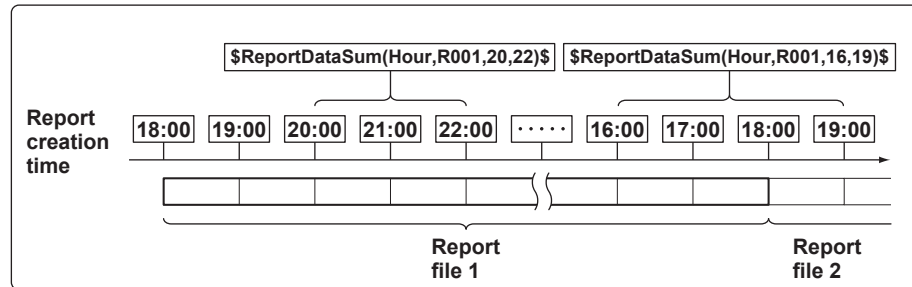 $ReportDataSum(Hour,R001,20,22)$ $ReportDataSum(Hour,R001,16,19)$
Report
creation
time
18:00 19:00 20:00 21:00 22:00 ····· 16:00 17:00 18:00 19:00
Report
file 1
Report
file 2